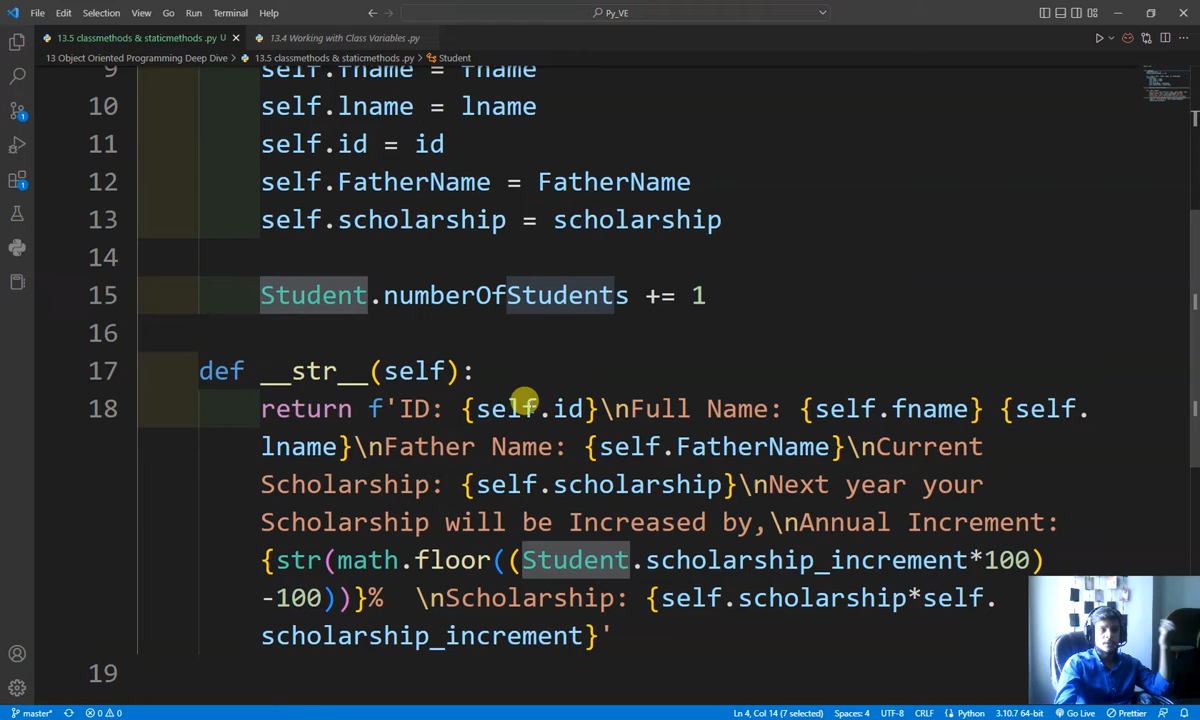 File Edit Selection View Go Run Terminal Help Py_VE
13.5 classmethods & staticmethods .py U 13.4 Working with Class Variables .py
13 Object Oriented Programming Deep Dive > 13.5 classmethods & staticmethods .py > Student
9 self.fname = fname
10 self.lname = lname
11 self.id = id
12 self.FatherName = FatherName
13 self.scholarship = scholarship
14
15 Student.numberOfStudents += 1
16
17 def __str__(self):
18 return f'ID: {self.id}\nFull Name: {self.fname} {self.
lname}\nFather Name: {self.FatherName}\nCurrent
Scholarship: {self.scholarship}\nNext year your
Scholarship will be Increased by,\nAnnual Increment:
{str(math.floor((Student.scholarship_increment*100)
-100))}% \nScholarship: {self.scholarship*self.
scholarship_increment}'
19
master* 0 0 Ln 4, Col 14 (7 selected) Spaces: 4 UTF-8 CRLF Python 3.10.7 64-bit Go Live Prettier